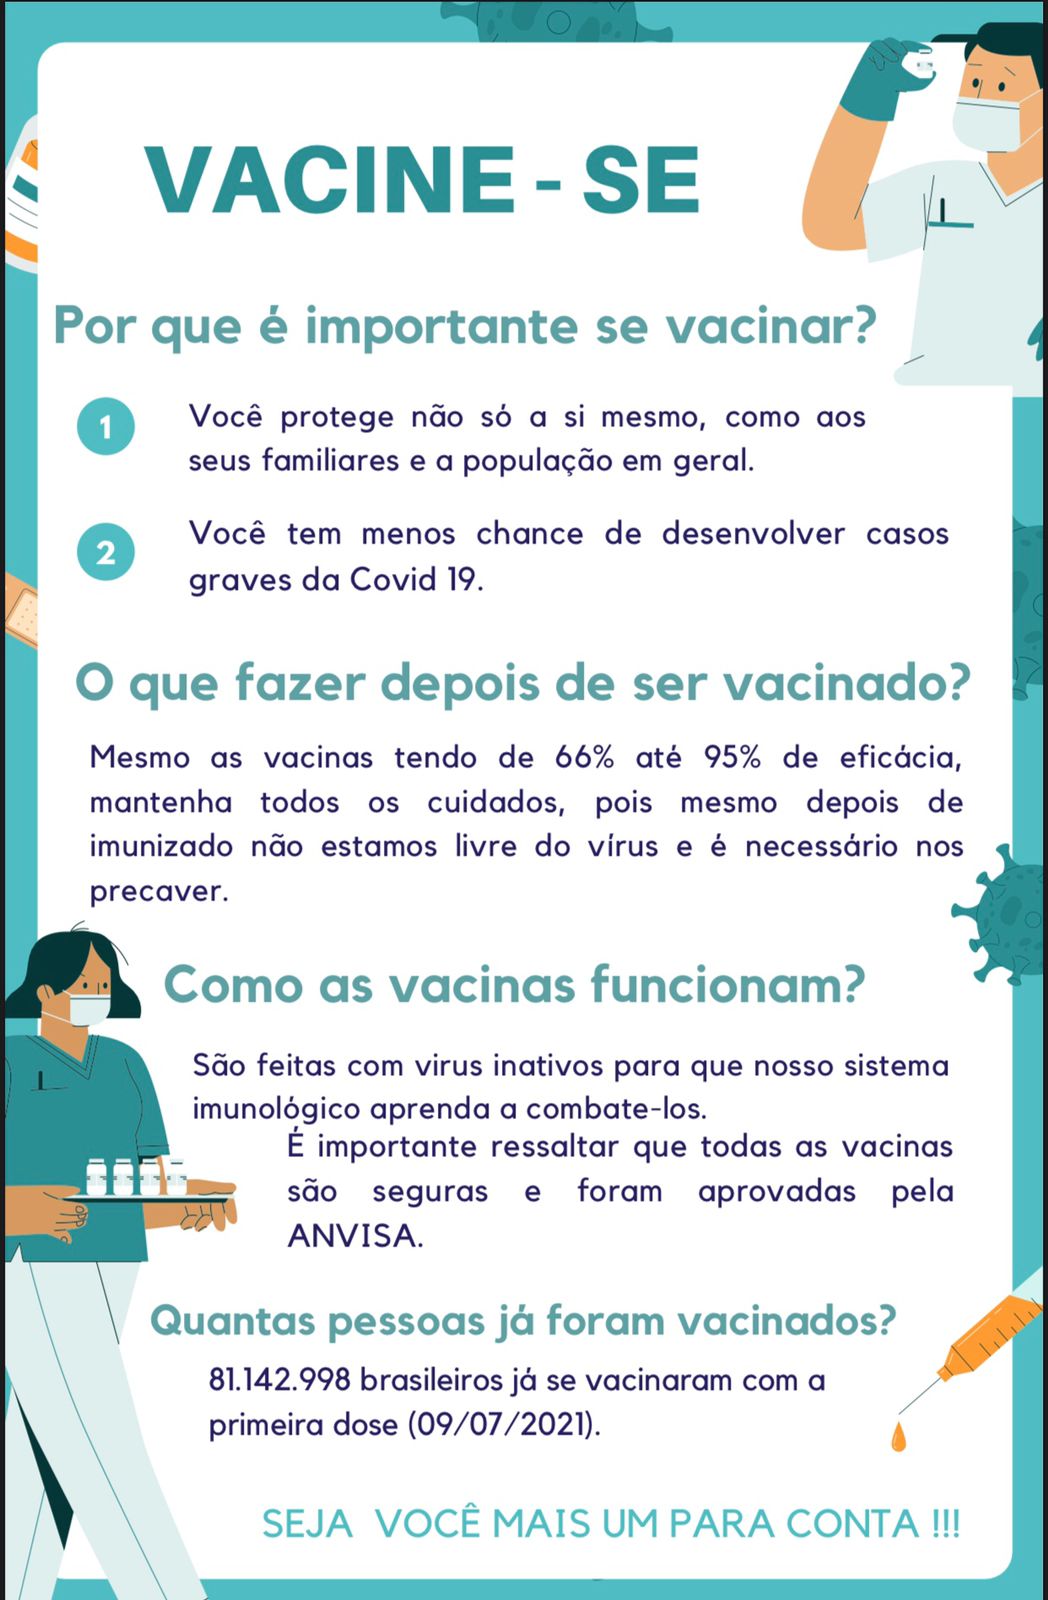 VACINE - SE
Por que é importante se vacinar?
1
Você protege não só a si mesmo, como aos
seus familiares e a população em geral.
2
Você tem menos chance de desenvolver casos
graves da Covid 19.
O que fazer depois de ser vacinado?
Mesmo as vacinas tendo de 66% até 95% de eficácia,
mantenha todos os cuidados, pois mesmo depois de
imunizado não estamos livre do vírus e é necessário nos
precaver.
Como as vacinas funcionam?
São feitas com virus inativos para que nosso sistema
imunológico aprenda a combate-los.
É importante ressaltar que todas as vacinas
são seguras e foram aprovadas pela
ANVISA.
Quantas pessoas já foram vacinados?
81.142.998 brasileiros já se vacinaram com a
primeira dose (09/07/2021).
SEJA VOCÊ MAIS UM PARA CONTA !!!